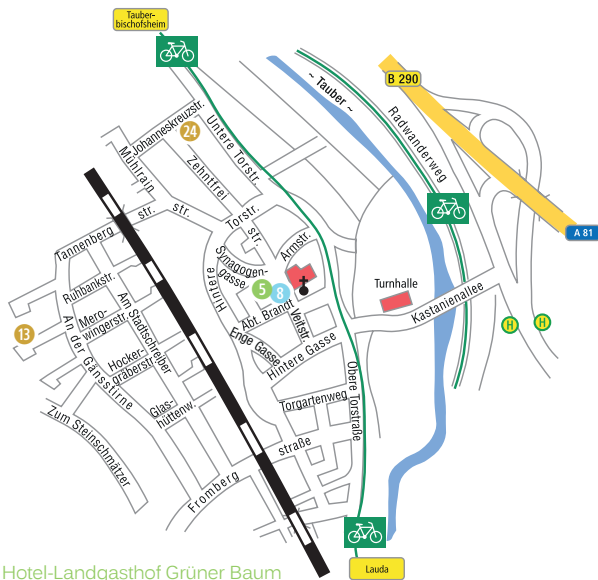 Tauber-
bischofsheim
B 290
~ Tauber ~
Radwanderweg
Johanneskreuzstr.
24
Untere Torstr.
Mühlrain
Zehntfrei
Torstr.
str.
str.
str.
Armstr.
A 81
Tannenberg
Synagogen-
gasse
Hintere
Ruhbankstr.
5
8
Turnhalle
Am Stadtschreiber
Mero-
wingerstr.
Abt. Brandt
Veitstr.
Kastanienallee
13
An der Gänsstirne
Enge Gasse
Hintere Gasse
H
H
Hocker-
gräberstr.
Obere Torstraße
Torgartenweg
Glas-
hüttenw.
Zum Steinschmätzer
straße
Fromberg
Lauda
Hotel-Landgasthof Grüner Baum